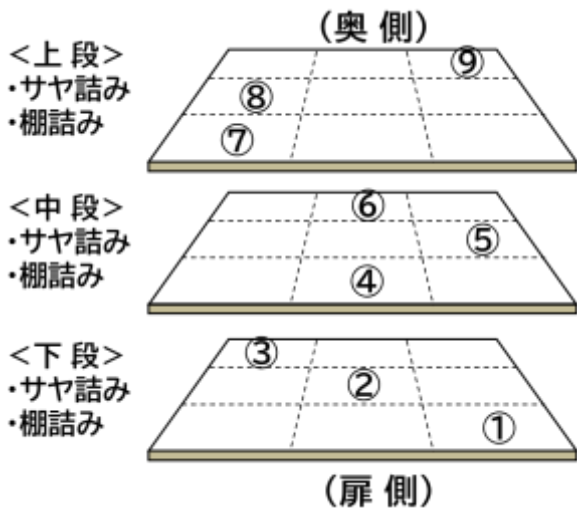 (奥 側)
<上 段>
・サヤ詰み
・棚詰み
⑨
⑧
⑦
<中 段>
・サヤ詰み
・棚詰み
⑥
⑤
④
<下 段>
・サヤ詰み
・棚詰み
③
②
①
(扉 側)